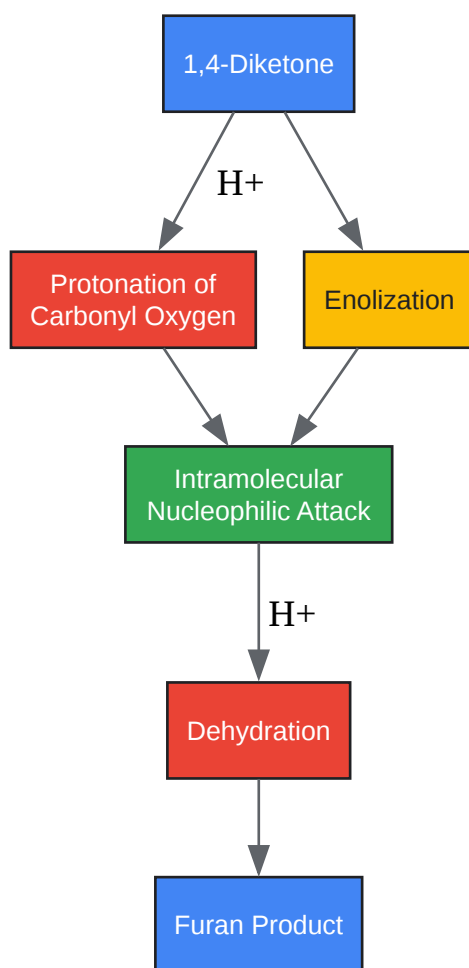 1,4-Diketone
H+
Protonation of
Carbonyl Oxygen
Enolization
Intramolecular
Nucleophilic Attack
H+
Dehydration
Furan Product